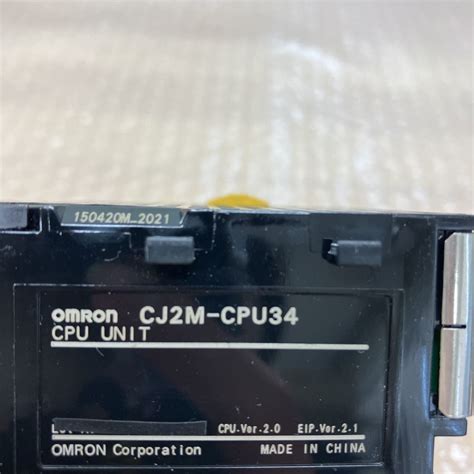 150420M_2021
OMRON CJ2M-CPU34
CPU UNIT
CPU-Ver.2.0 EIP-Ver.2.1
OMRON Corporation MADE IN CHINA